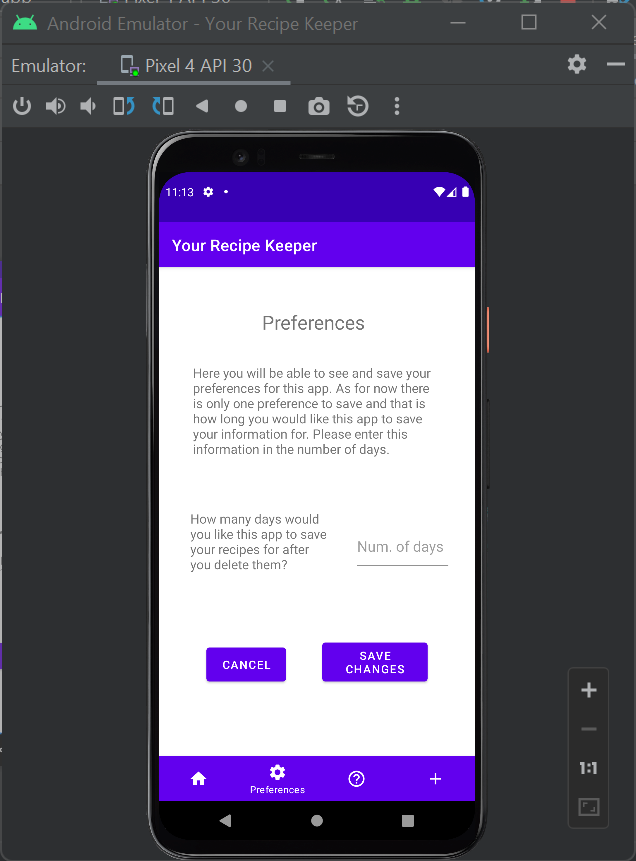 Android Emulator - Your Recipe Keeper
Emulator:
Pixel 4 API 30
11:13
Your Recipe Keeper
Preferences
Here you will be able to see and save your
preferences for this app. As for now there
is only one preference to save and that is
how long you would like this app to save
your information for. Please enter this
information in the number of days.
How many days would
you like this app to save
your recipes for after
you delete them?
Num. of days
CANCEL
SAVE
CHANGES
Preferences
1:1